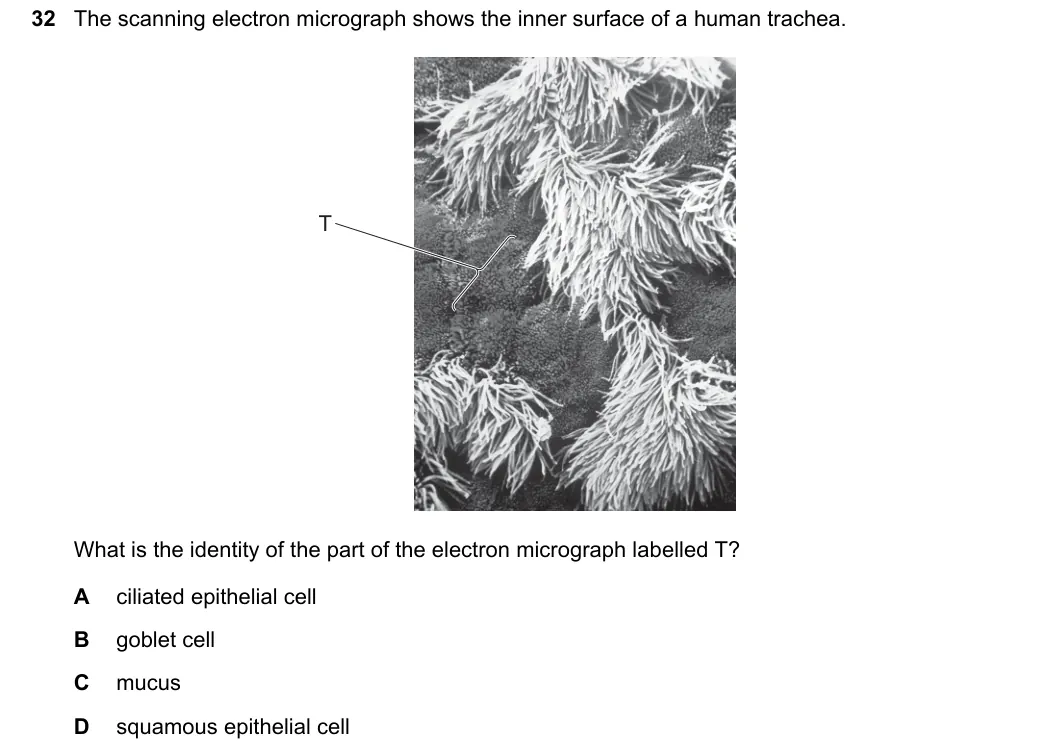 32 The scanning electron micrograph shows the inner surface of a human trachea.
T
What is the identity of the part of the electron micrograph labelled T?
A ciliated epithelial cell
B goblet cell
C mucus
D squamous epithelial cell